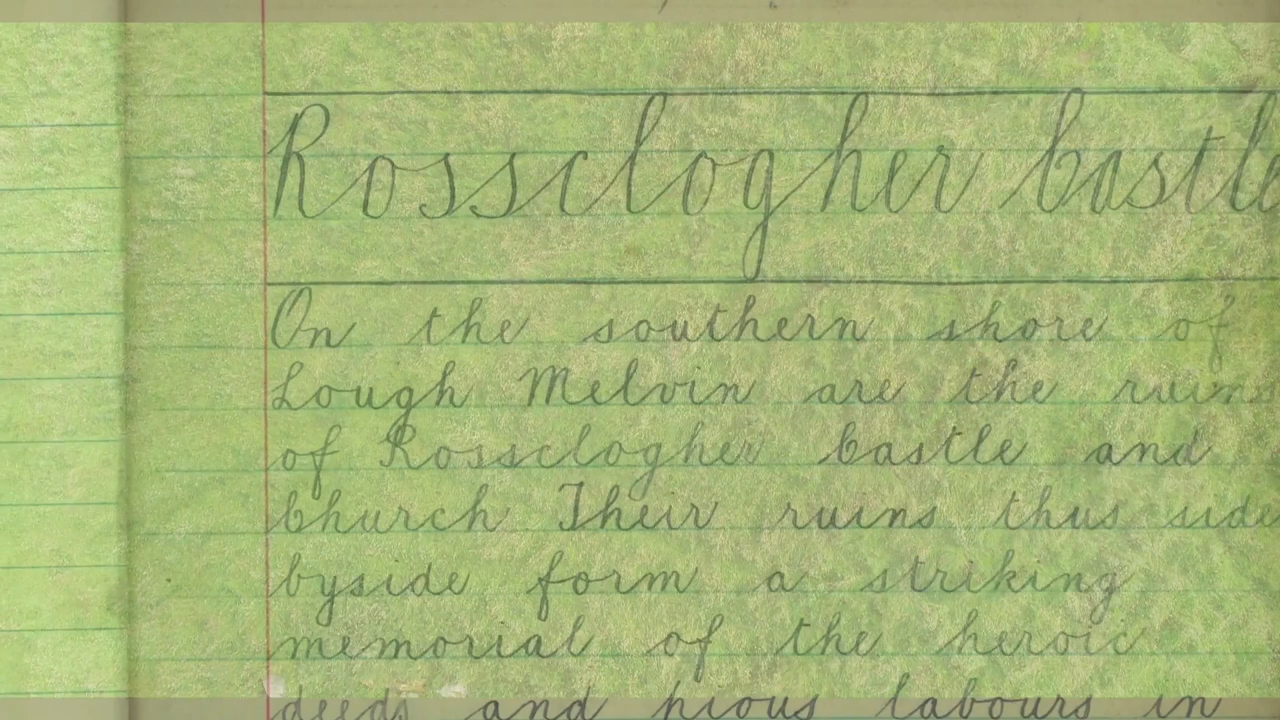 Rossclogher Castle
On the southern shore of
Lough Melvin are the ruins
of Rossclogher Castle and
Church Their ruins thus side
byside form a striking
memorial of the heroic
deeds and pious labours in